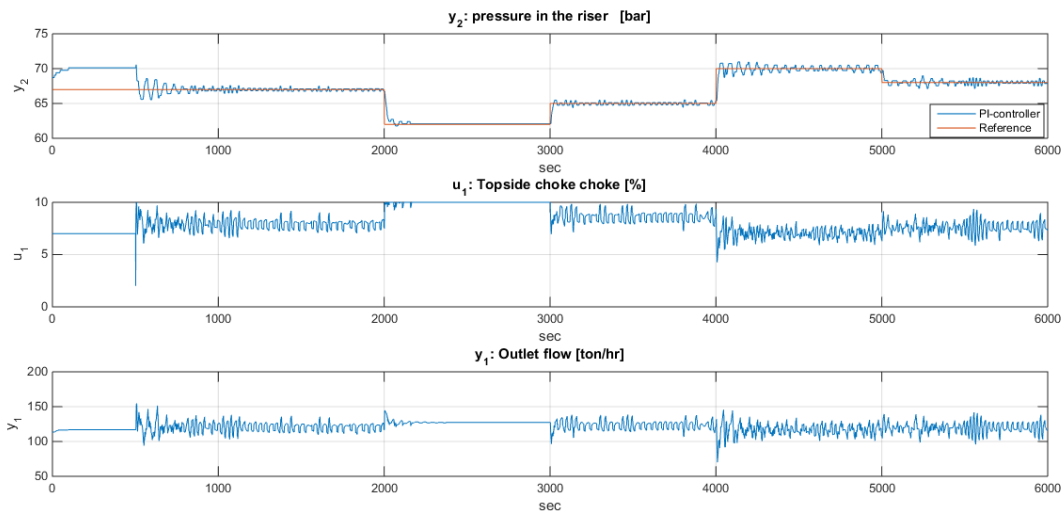 y2: pressure in the riser [bar]
75
70
65
60
y2
0 1000 2000 3000 4000 5000 6000
sec
PI-controller
Reference
u1: Topside choke choke [%]
10
5
0
u1
0 1000 2000 3000 4000 5000 6000
sec
y1: Outlet flow [ton/hr]
200
150
100
50
y1
0 1000 2000 3000 4000 5000 6000
sec